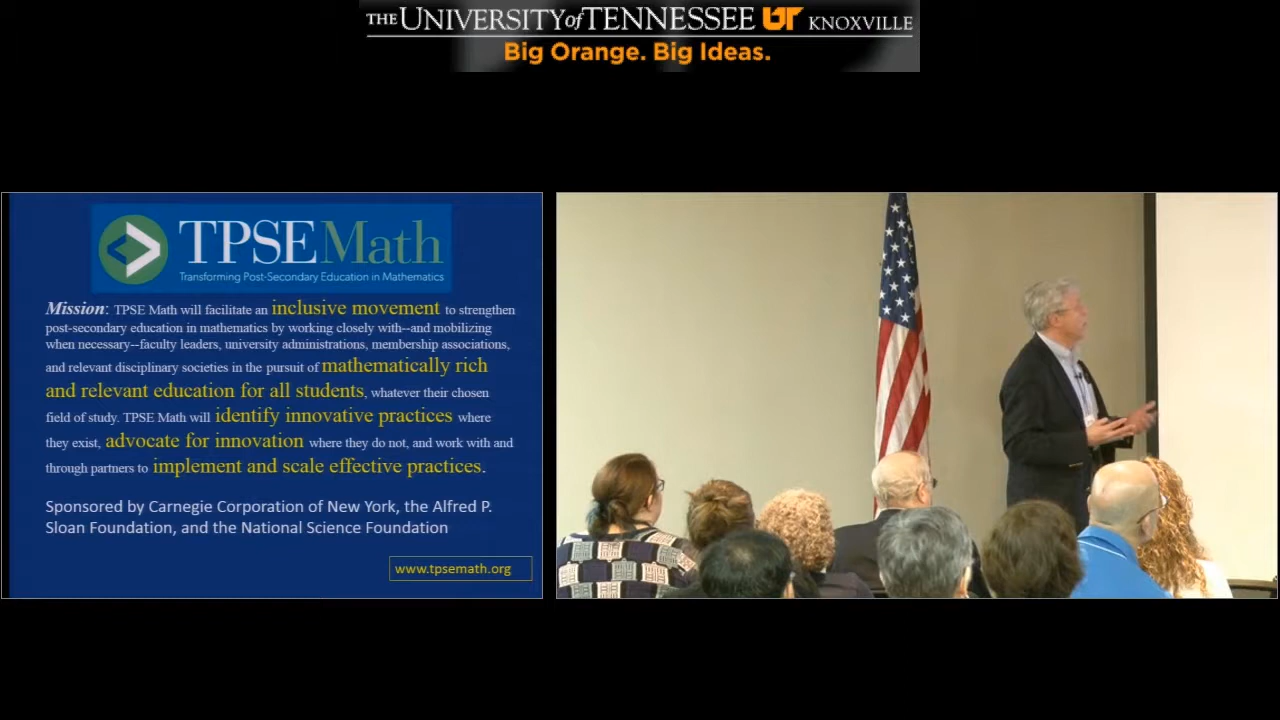 THE UNIVERSITY of TENNESSEE UT KNOXVILLE
Big Orange. Big Ideas.
TPSE Math
Transforming Post-Secondary Education in Mathematics
Mission: TPSE Math will facilitate an inclusive movement to strengthen
post-secondary education in mathematics by working closely with--and mobilizing
when necessary--faculty leaders, university administrations, membership associations,
and relevant disciplinary societies in the pursuit of mathematically rich
and relevant education for all students, whatever their chosen
field of study. TPSE Math will identify innovative practices where
they exist, advocate for innovation where they do not, and work with and
through partners to implement and scale effective practices.
Sponsored by Carnegie Corporation of New York, the Alfred P.
Sloan Foundation, and the National Science Foundation
www.tpsemath.org